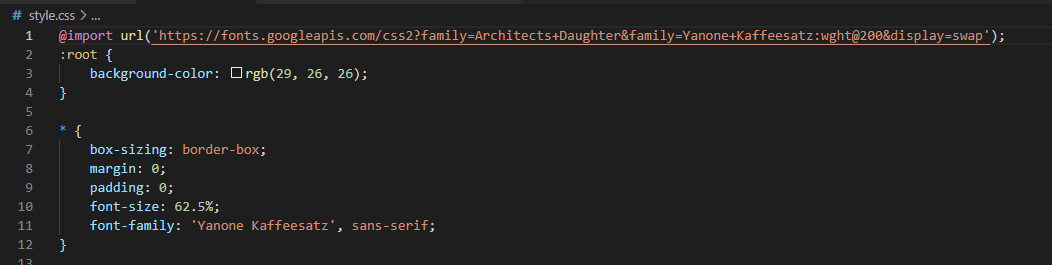 # style.css > ...
1 @import url('https://fonts.googleapis.com/css2?family=Architects+Daughter&family=Yanone+Kaffeesatz:wght@200&display=swap');
2 :root {
3     background-color: rgb(29, 26, 26);
4 }
5
6 * {
7     box-sizing: border-box;
8     margin: 0;
9     padding: 0;
10     font-size: 62.5%;
11     font-family: 'Yanone Kaffeesatz', sans-serif;
12 }
13